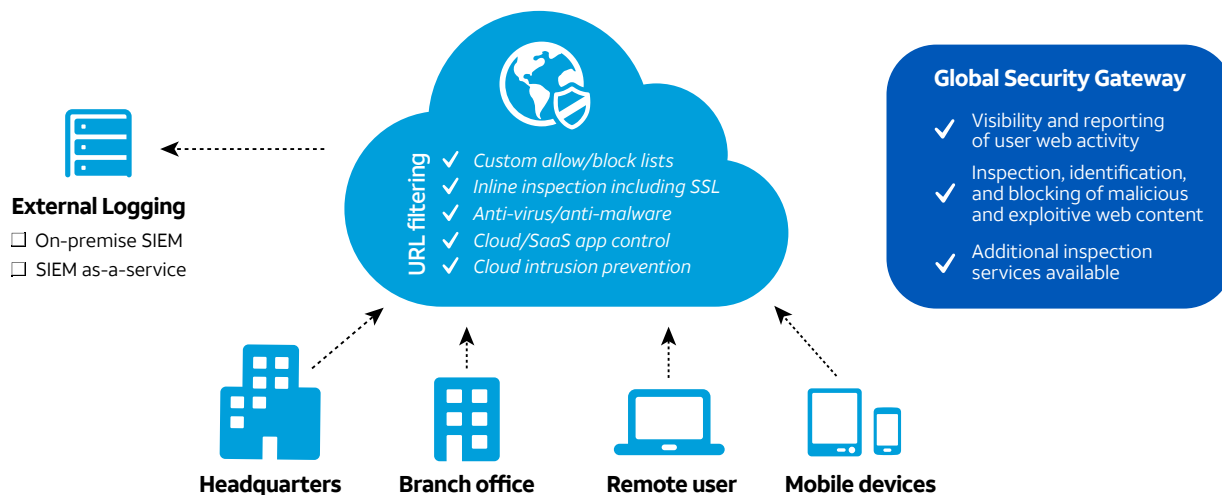 External Logging
On-premise SIEM
SIEM as-a-service
URL filtering
Custom allow/block lists
Inline inspection including SSL
Anti-virus/anti-malware
Cloud/SaaS app control
Cloud intrusion prevention
Global Security Gateway
Visibility and reporting
of user web activity
Inspection, identification,
and blocking of malicious
and exploitive web content
Additional inspection
services available
Headquarters
Branch office
Remote user
Mobile devices